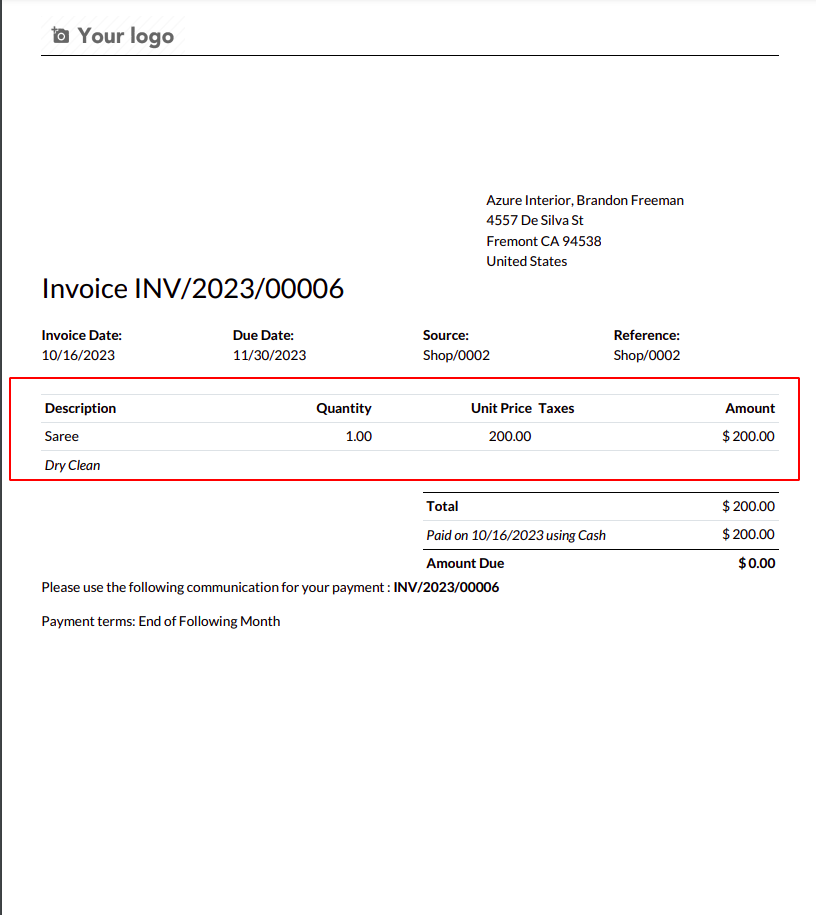 Your logo
Azure Interior, Brandon Freeman
4557 De Silva St
Fremont CA 94538
United States
Invoice INV/2023/00006
Invoice Date: Due Date: Source: Reference:
10/16/2023 11/30/2023 Shop/0002 Shop/0002
Description Quantity Unit Price Taxes Amount
Saree 1.00 200.00 $ 200.00
Dry Clean
Total $ 200.00
Paid on 10/16/2023 using Cash $ 200.00
Amount Due $ 0.00
Please use the following communication for your payment : INV/2023/00006
Payment terms: End of Following Month